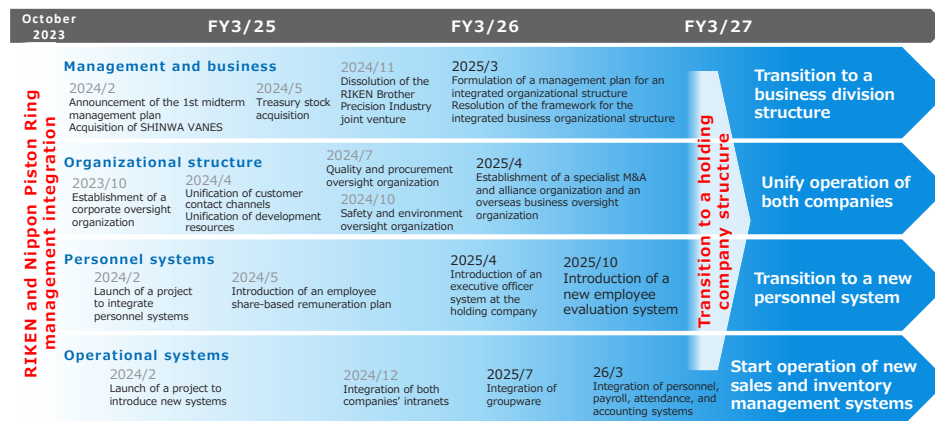 October
2023
FY3/25
FY3/26
FY3/27
RIKEN and Nippon Piston Ring
management integration
Management and business
2024/2
Announcement of the 1st midterm
management plan
Acquisition of SHINWA VANES
2024/5
Treasury stock
acquisition
2024/11
Dissolution of the
RIKEN Brother
Precision Industry
joint venture
2025/3
Formulation of a management plan for an
integrated organizational structure
Resolution of the framework for the
integrated business organizational structure
Transition to a
business division
structure
Organizational structure
2023/10
Establishment of a
corporate oversight
organization
2024/4
Unification of customer
contact channels
Unification of development
resources
2024/7
Quality and procurement
oversight organization
2024/10
Safety and environment
oversight organization
2025/4
Establishment of a specialist M&A
and alliance organization and an
overseas business oversight
organization
Unify operation of
both companies
Transition to a holding
company structure
Personnel systems
2024/2
Launch of a project
to integrate
personnel systems
2024/5
Introduction of an employee
share-based remuneration plan
2025/4
Introduction of an
executive officer
system at the
holding company
2025/10
Introduction of a
new employee
evaluation system
Transition to a new
personnel system
Operational systems
2024/2
Launch of a project to
introduce new systems
2024/12
Integration of both
companies’ intranets
2025/7
Integration of
groupware
26/3
Integration of personnel,
payroll, attendance, and
accounting systems
Start operation of new
sales and inventory
management systems